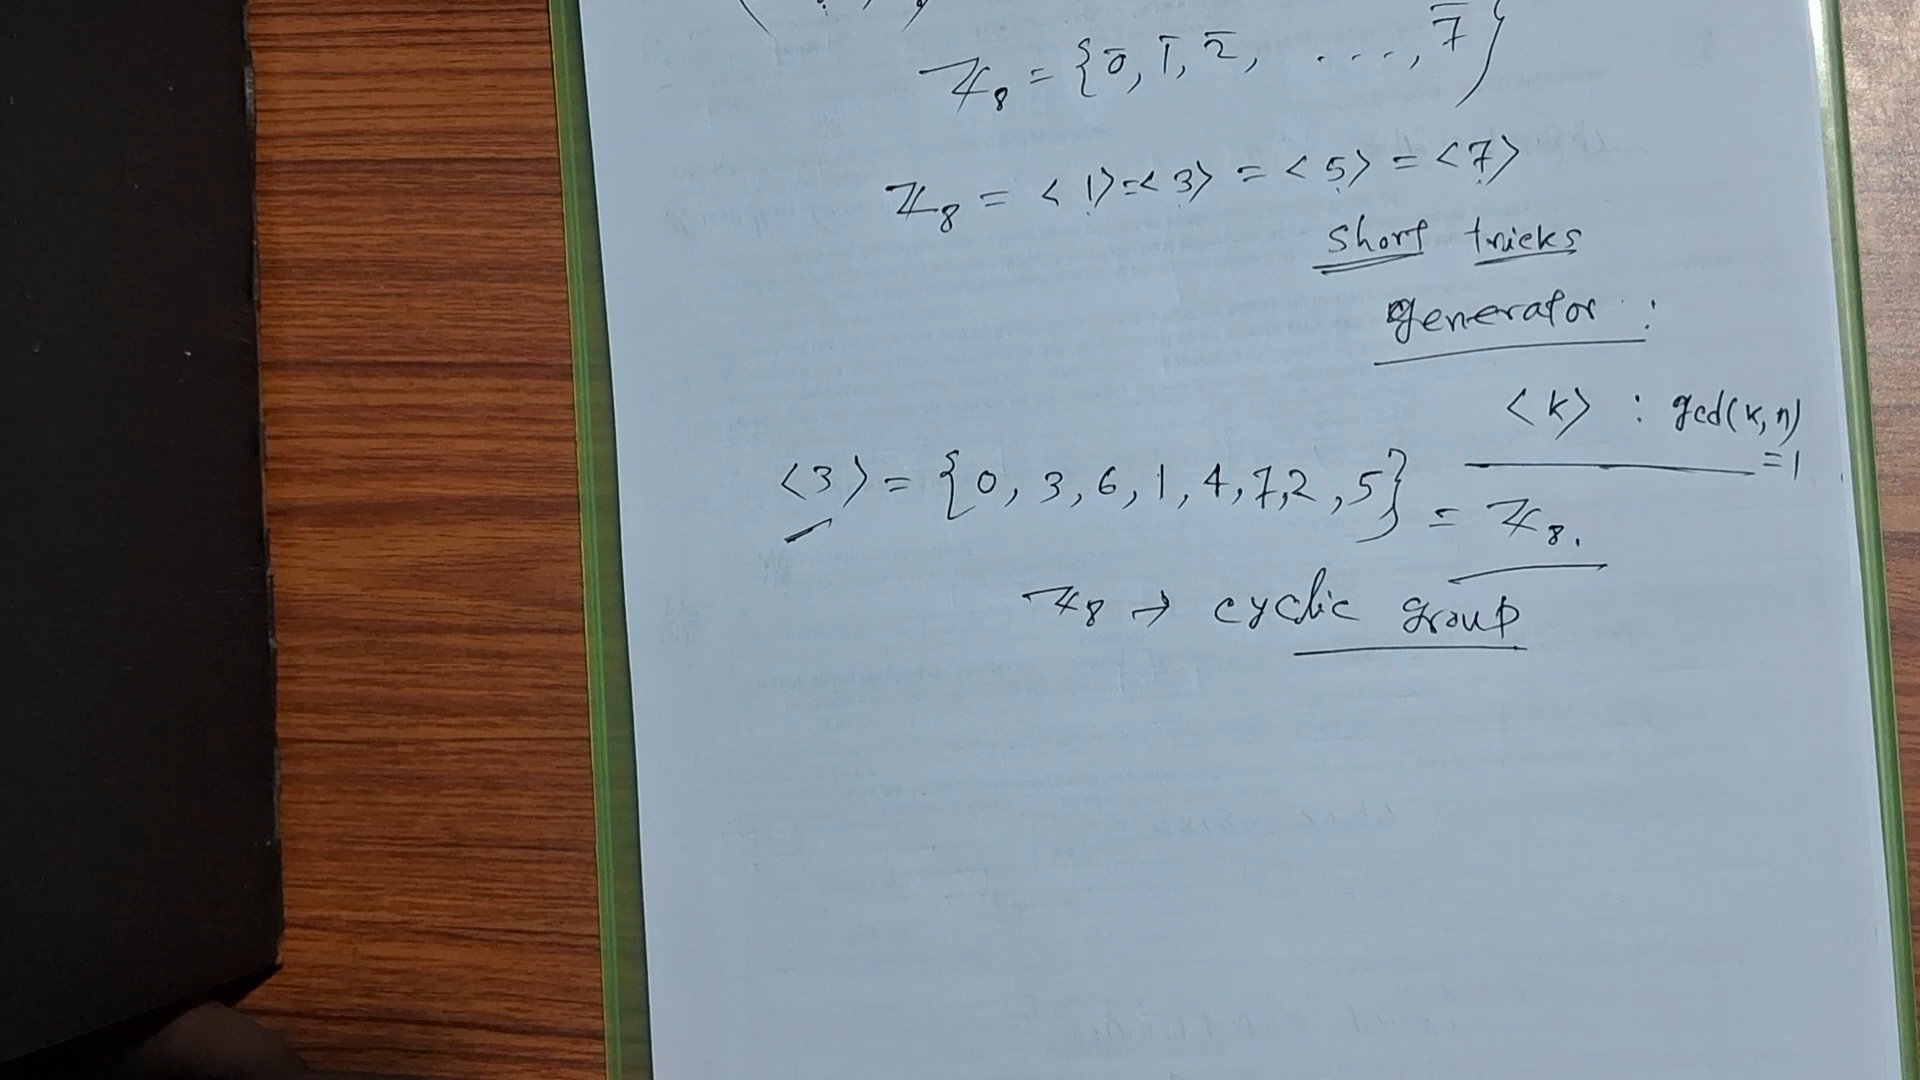 ℤ₈ = {0̄, 1̄, 2̄, ...., 7̄}
ℤ₈ = <1> = <3> = <5> = <7>
short tricks
generator :
<k> : gcd(k, n) = 1
<3> = {0, 3, 6, 1, 4, 7, 2, 5} = ℤ₈.
ℤ₈ → cyclic group